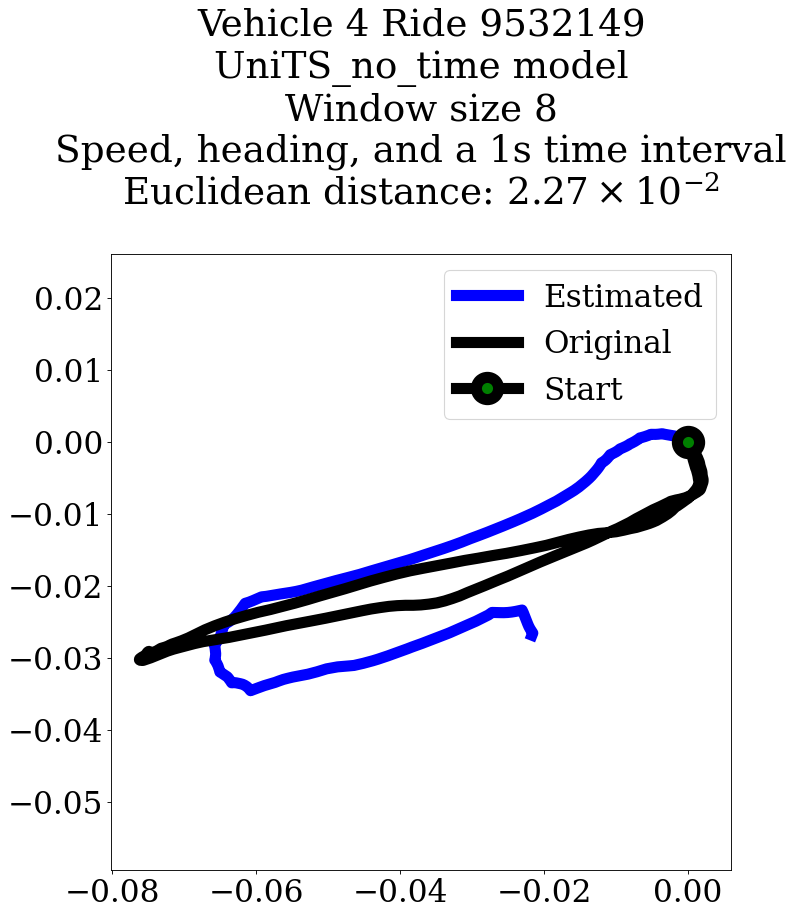 Vehicle 4 Ride 9532149
UniTS_no_time model
Window size 8
Speed, heading, and a 1s time interval
Euclidean distance: 2.27 × 10⁻²
Estimated
Original
Start
0.02
0.01
0.00
−0.01
−0.02
−0.03
−0.04
−0.05
−0.08
−0.06
−0.04
−0.02
0.00